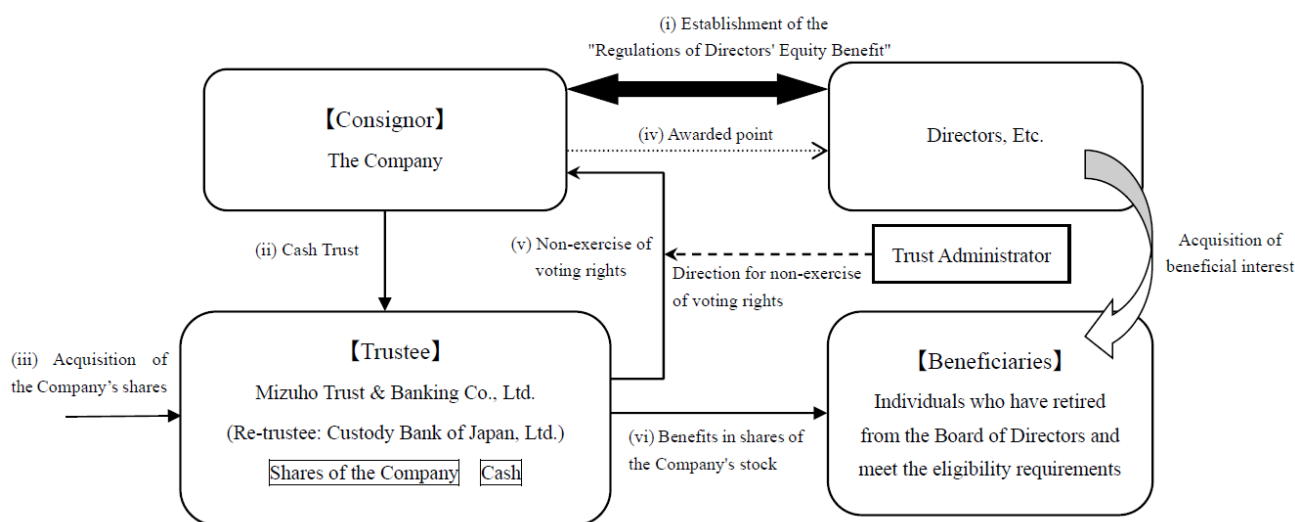 (i) Establishment of the
"Regulations of Directors' Equity Benefit"
【Consignor】
The Company
(iv) Awarded point
Directors, Etc.
(ii) Cash Trust
(v) Non-exercise of
voting rights
Direction for non-exercise
of voting rights
Trust Administrator
Acquisition of
beneficial interest
(iii) Acquisition of
the Company's shares
【Trustee】
Mizuho Trust & Banking Co., Ltd.
(Re-trustee: Custody Bank of Japan, Ltd.)
Shares of the Company Cash
(vi) Benefits in shares of
the Company's stock
【Beneficiaries】
Individuals who have retired
from the Board of Directors and
meet the eligibility requirements